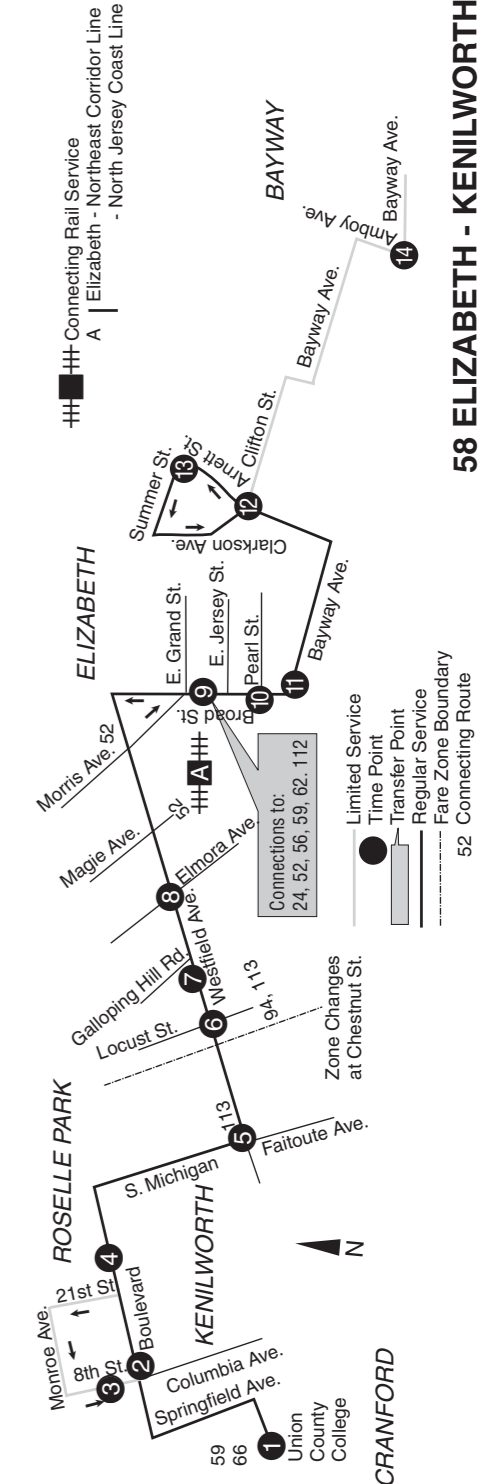 58 ELIZABETH - KENILWORTH
Connecting Rail Service
A Elizabeth - Northeast Corridor Line
- North Jersey Coast Line
ROSELLE PARK
ELIZABETH
BAYWAY
KENILWORTH
CRANFORD
Monroe Ave.
21st St.
8th St.
Boulevard
Columbia Ave.
Springfield Ave.
59
66
Union
County
College
1
2
3
4
S. Michigan
5
Faitoute Ave.
113
Locust St.
6
94, 113
Zone Changes
at Chestnut St.
Galloping Hill Rd.
7
Westfield Ave.
8
Elmora Ave.
Magie Ave.
52
Morris Ave.
52
A
E. Grand St.
9
Broad St.
E. Jersey St.
Pearl St.
10
11
Bayway Ave.
Connections to:
24, 52, 56, 59, 62. 112
Summer St.
13
Arnett St.
Clarkson Ave.
12
Clifton St.
Bayway Ave.
Amboy Ave.
14
Bayway Ave.
N
Limited Service
Time Point
Transfer Point
Regular Service
Fare Zone Boundary
52 Connecting Route